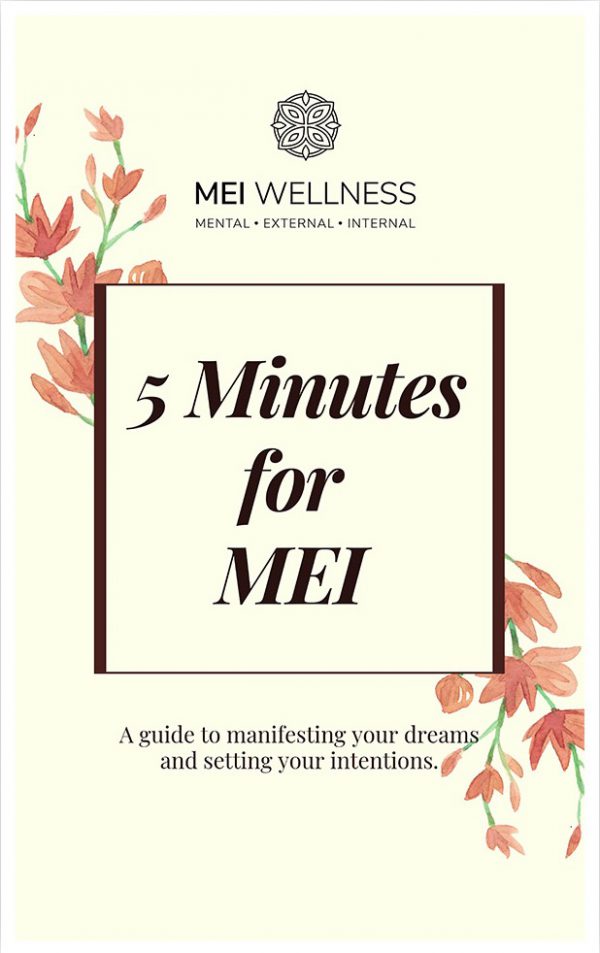 MEI WELLNESS
MENTAL • EXTERNAL • INTERNAL
5 Minutes
for
MEI
A guide to manifesting your dreams
and setting your intentions.